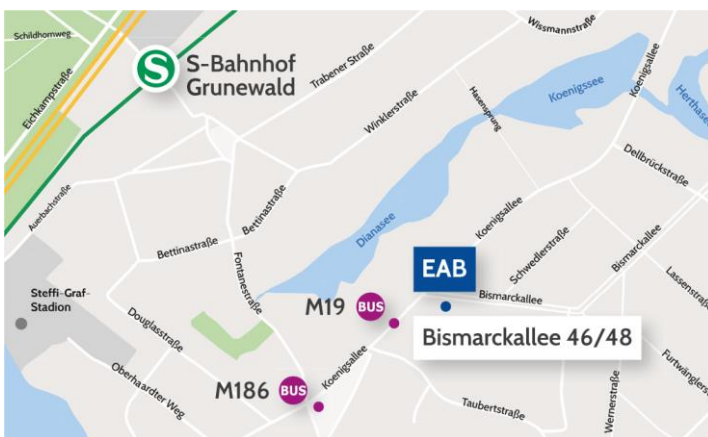 Schildhornweg
Wissmannstraße
S
S-Bahnhof
Grunewald
Trabener Straße
Koenigssee
Koenigsallee
Herthasee
Eichkampstraße
Winklerstraße
Hasensprung
Dellbrückstraße
Auerbachstraße
Bettinastraße
Bettinastraße
Dianasee
Koenigsallee
Schwedlerstraße
Bismarckallee
Fontanestraße
EAB
Lassenstraße
Steffi-Graf-
Stadion
Bismarckallee
M19
BUS
Bismarckallee 46/48
Douglasstraße
Oberhaardter Weg
Koenigsallee
M186
BUS
Taubertstraße
Wernerstraße